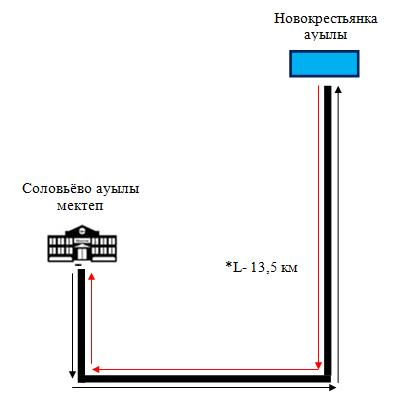 Новокрестьянка
ауылы
Соловьёво ауылы
мектеп
*L- 13,5 км